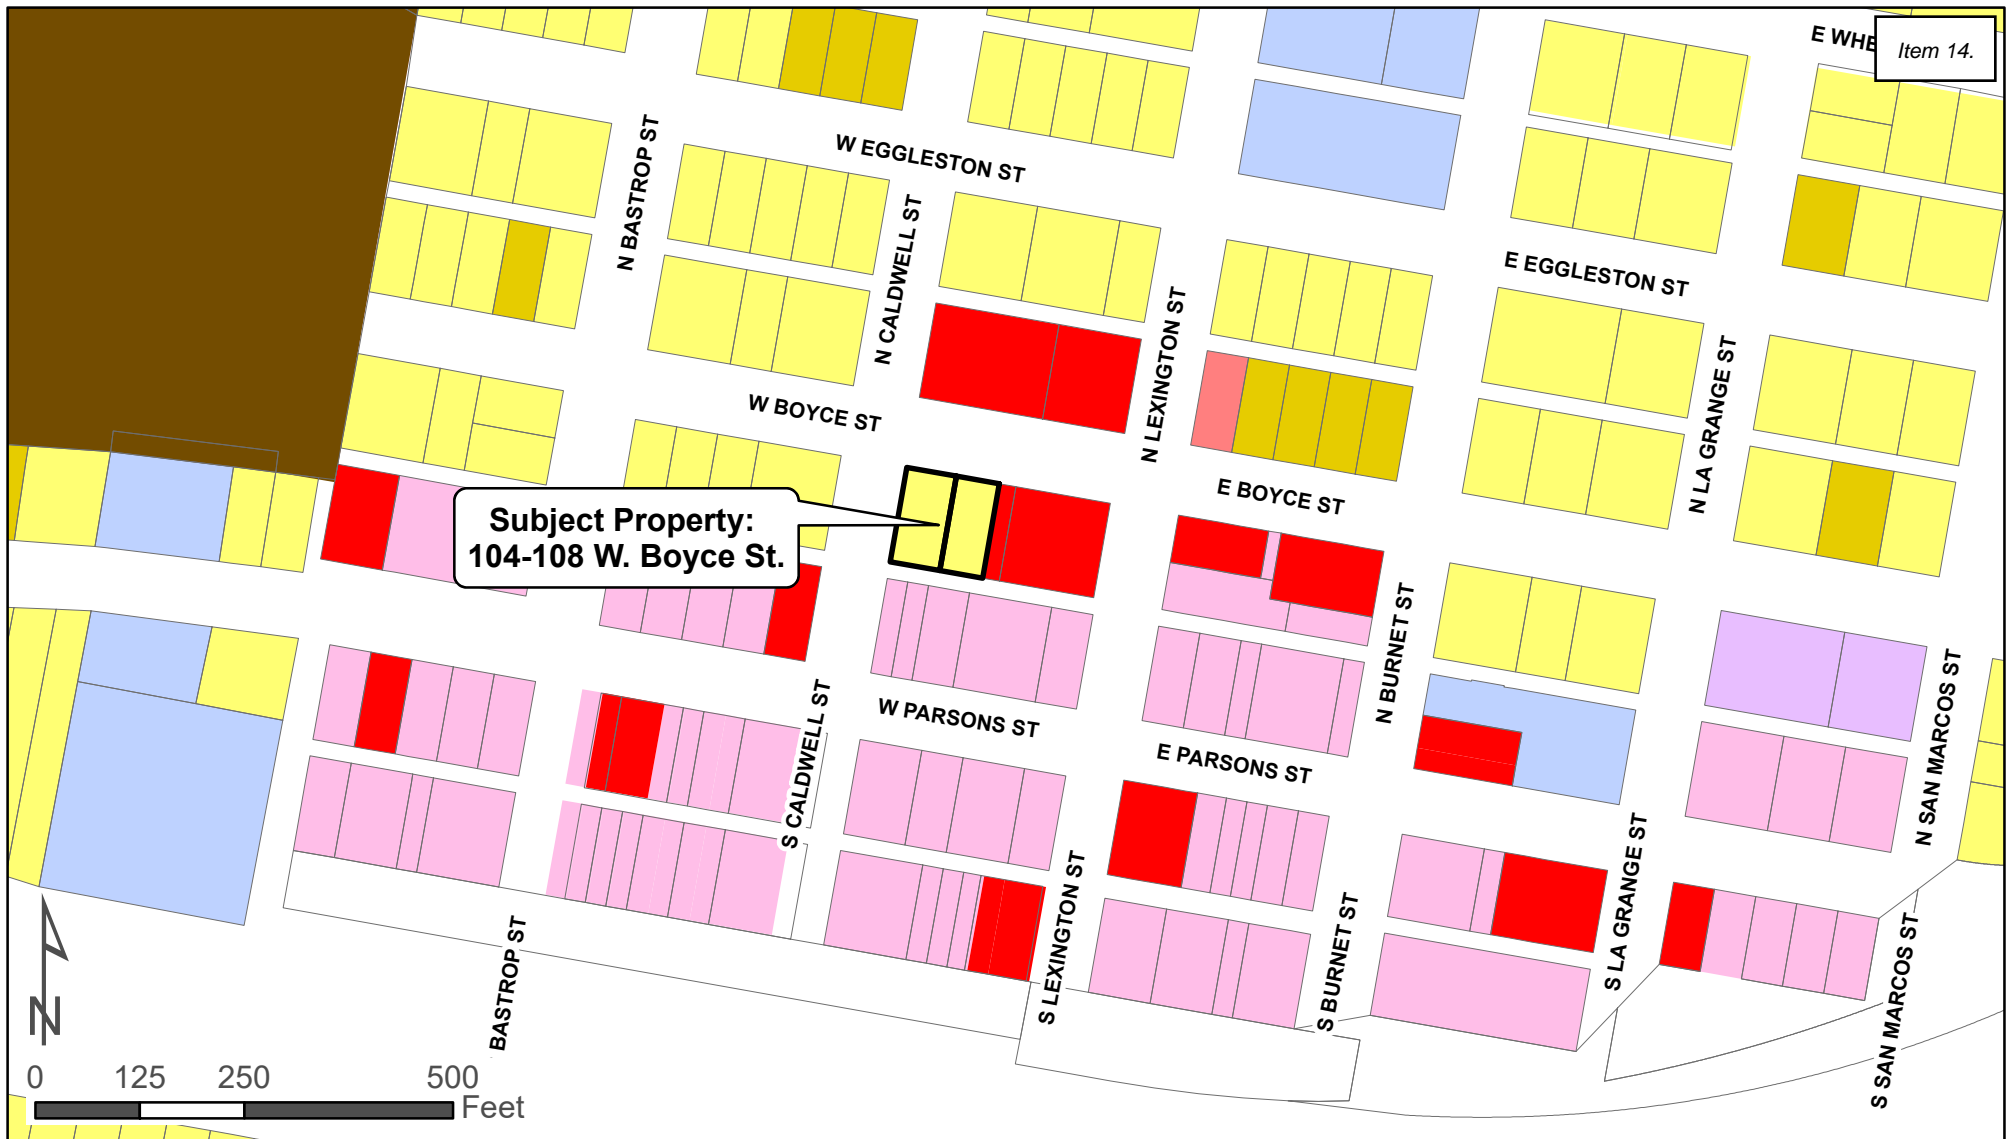 E WHE
Item 14.
N BASTROP ST
W EGGLESTON ST
N CALDWELL ST
E EGGLESTON ST
N LEXINGTON ST
N LA GRANGE ST
W BOYCE ST
E BOYCE ST
Subject Property:
104-108 W. Boyce St.
N BURNET ST
N SAN MARCOS ST
S CALDWELL ST
W PARSONS ST
E PARSONS ST
S LA GRANGE ST
S LEXINGTON ST
S BURNET ST
BASTROP ST
S SAN MARCOS ST
N
0 125 250 500
Feet